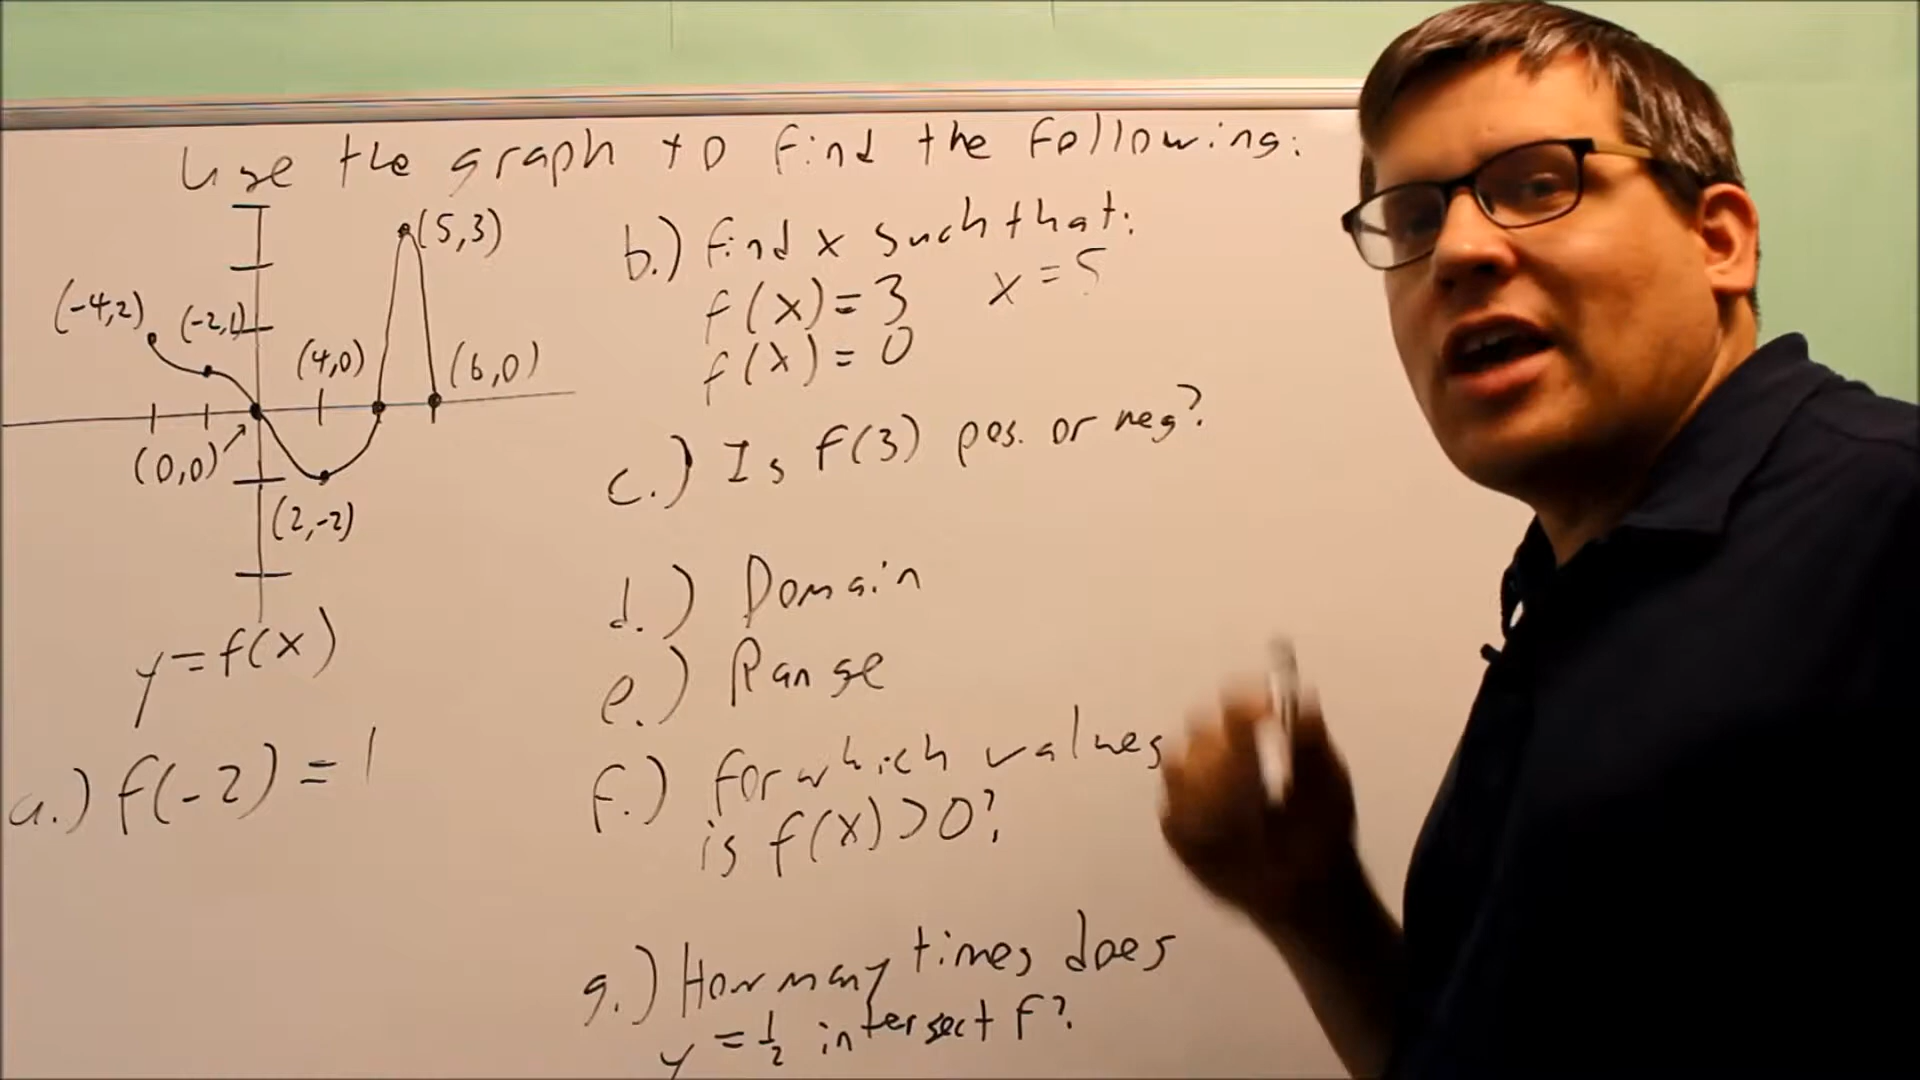 Use the graph to find the following:
(5,3)
(-4,2)
(-2,1)
(4,0)
(6,0)
(0,0)
(2,-2)
y=f(x)
a.) f(-2) = 1
b.) find x such that:
f(x)=3 x=5
f(x)=0
c.) Is f(3) pos. or neg?
d.) Domain
e.) Range
f.) for which values
is f(x)>0?
g.) How many times does
y=½ intersect f?